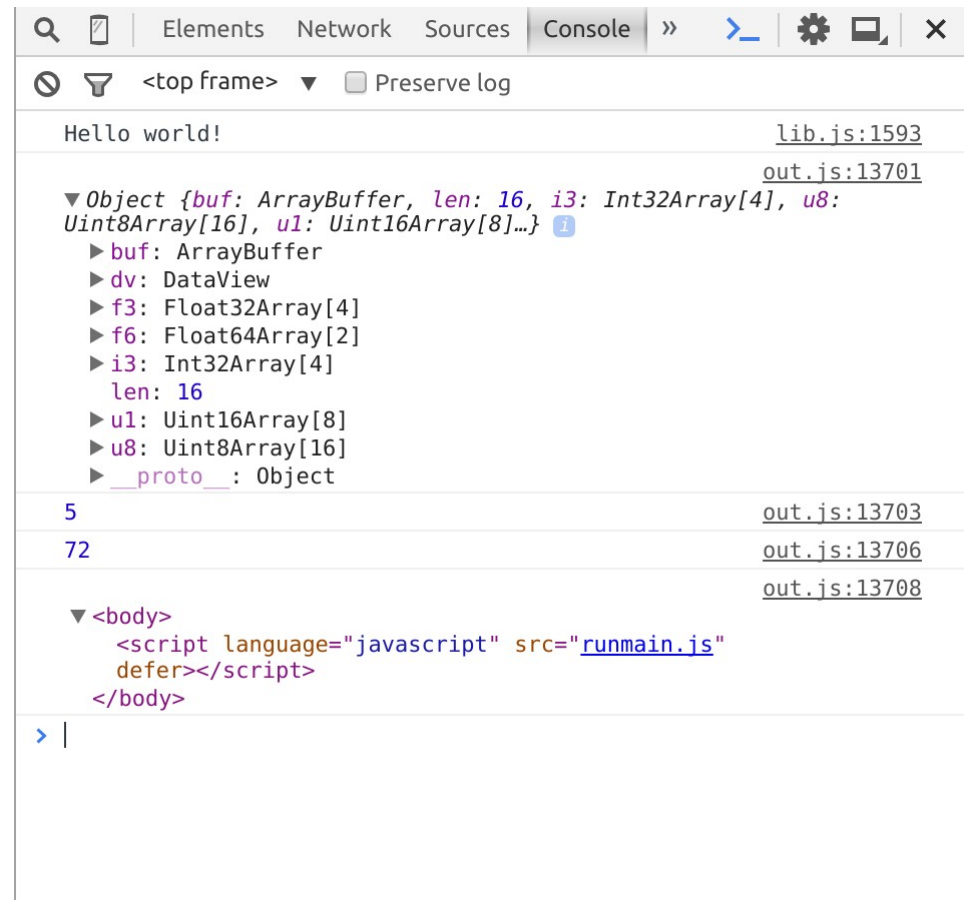 Elements Network Sources Console »
<top frame> ▼ Preserve log
Hello world! lib.js:1593
out.js:13701
▼Object {buf: ArrayBuffer, len: 16, i3: Int32Array[4], u8:
Uint8Array[16], u1: Uint16Array[8]…} i
▶buf: ArrayBuffer
▶dv: DataView
▶f3: Float32Array[4]
▶f6: Float64Array[2]
▶i3: Int32Array[4]
len: 16
▶u1: Uint16Array[8]
▶u8: Uint8Array[16]
▶__proto__: Object
5 out.js:13703
72 out.js:13706
out.js:13708
▼<body>
<script language="javascript" src="runmain.js"
defer></script>
</body>
>